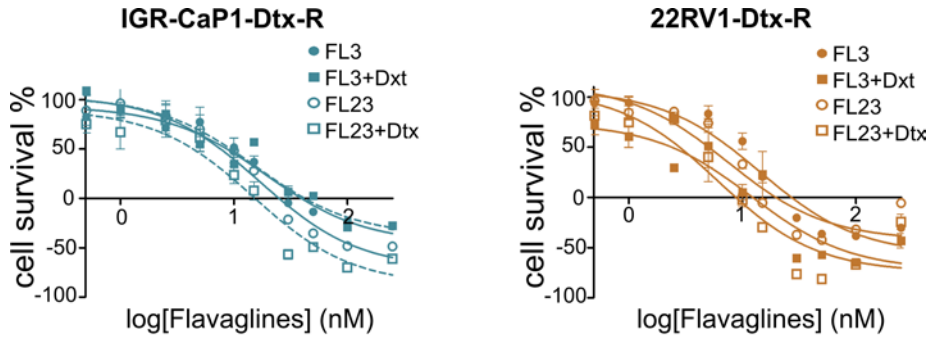 IGR-CaP1-Dtx-R
FL3
FL3+Dxt
FL23
FL23+Dtx
cell survival %
100
50
0
-50
-100
0
1
2
log[Flavaglines] (nM)
22RV1-Dtx-R
FL3
FL3+Dxt
FL23
FL23+Dtx
cell survival %
100
50
0
-50
-100
0
1
2
log[Flavaglines] (nM)